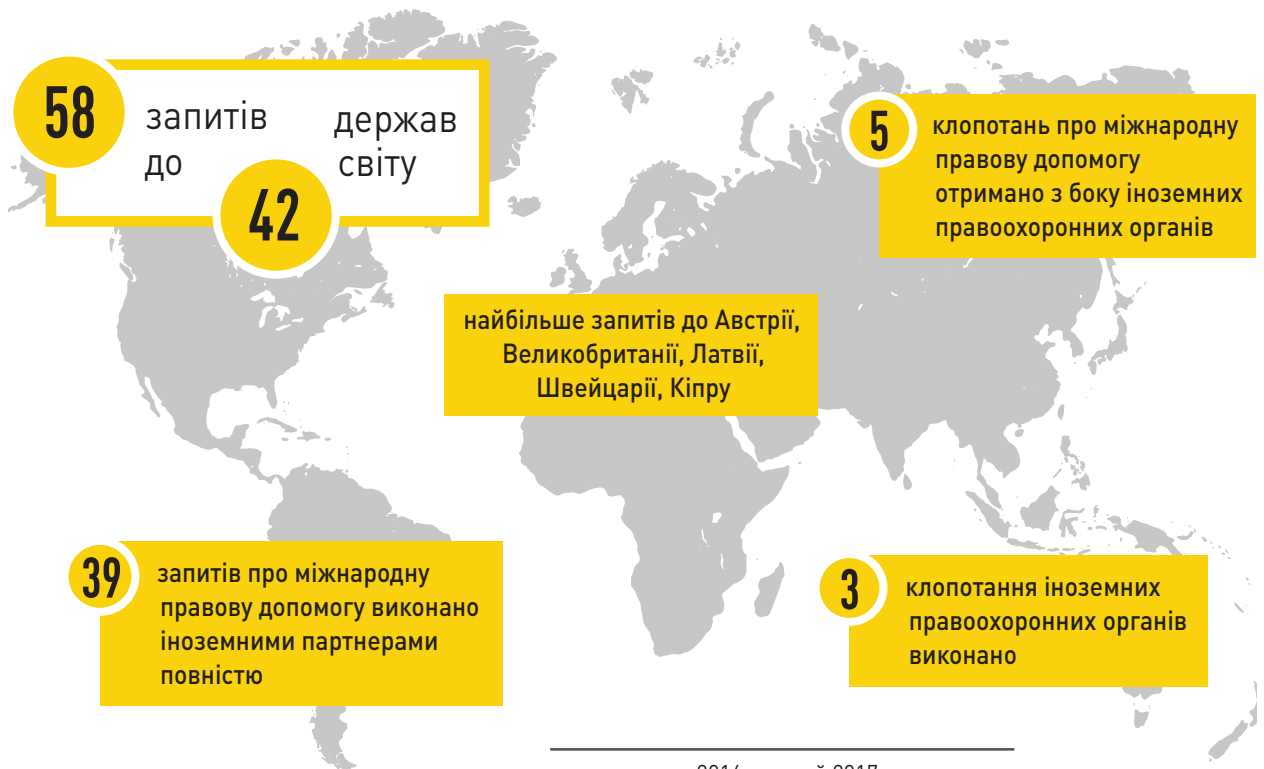 58 запитів
до 42 держав
світу
5 клопотань про міжнародну
правову допомогу
отримано з боку іноземних
правоохоронних органів
найбільше запитів до Австрії,
Великобританії, Латвії,
Швейцарії, Кіпру
39 запитів про міжнародну
правову допомогу виконано
іноземними партнерами
повністю
3 клопотання іноземних
правоохоронних органів
виконано